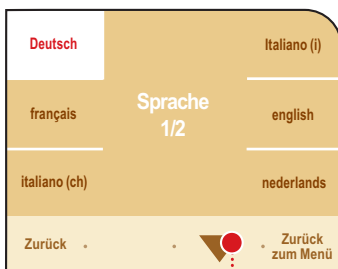 Deutsch
Italiano (i)
Sprache
1/2
français
english
italiano (ch)
nederlands
Zurück
Zurück
zum Menü